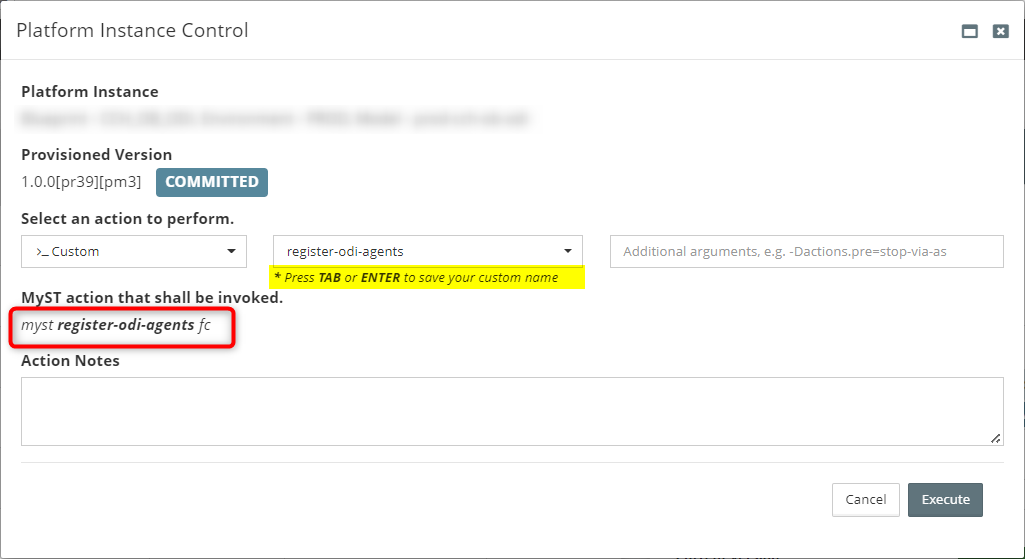 Platform Instance Control
Platform Instance
Provisioned Version
1.0.0[pr39][pm3] COMMITTED
Select an action to perform.
>_ Custom register-odi-agents Additional arguments, e.g. -Dactions.pre=stop-via-as
* Press TAB or ENTER to save your custom name
MyST action that shall be invoked.
myst register-odi-agents fc
Action Notes
Cancel Execute